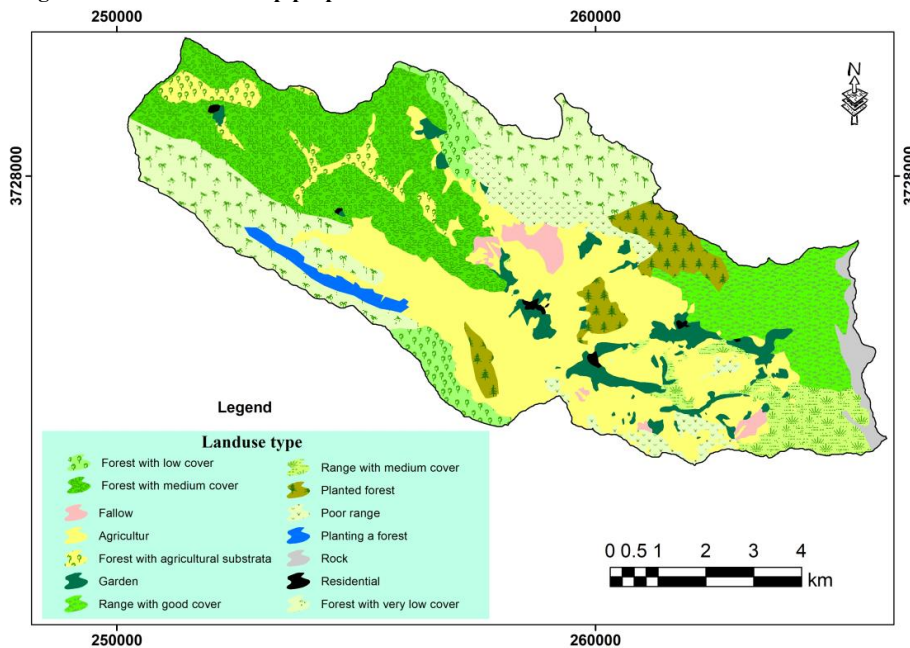 250000
260000
N
3728000
3728000
Legend
Landuse type
Forest with low cover
Forest with medium cover
Fallow
Agricultur
Forest with agricultural substrata
Garden
Range with good cover
Range with medium cover
Planted forest
Poor range
Planting a forest
Rock
Residential
Forest with very low cover
0 0.5 1 2 3 4
km
250000
260000